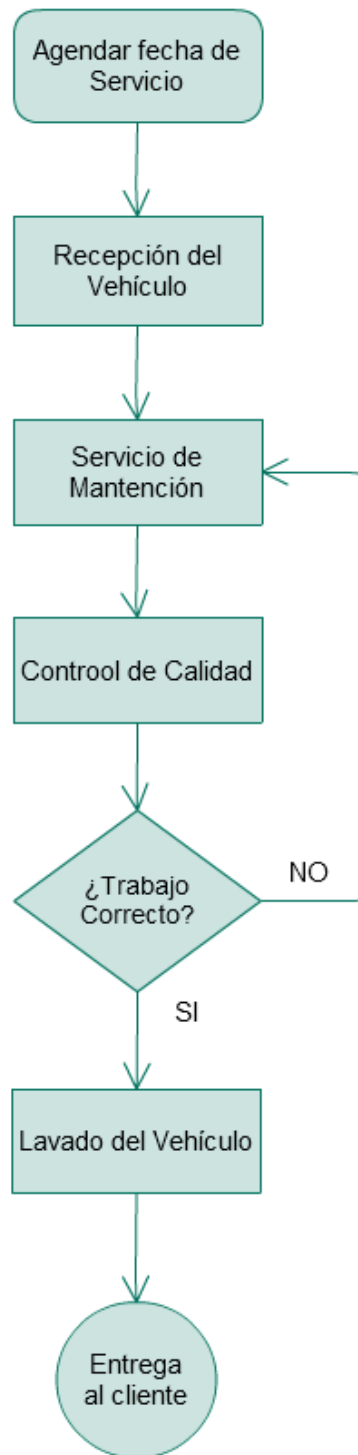 Agendar fecha de
Servicio
Recepción del
Vehículo
Servicio de
Mantención
Controol de Calidad
¿Trabajo
Correcto?
NO
SI
Lavado del Vehículo
Entrega
al cliente